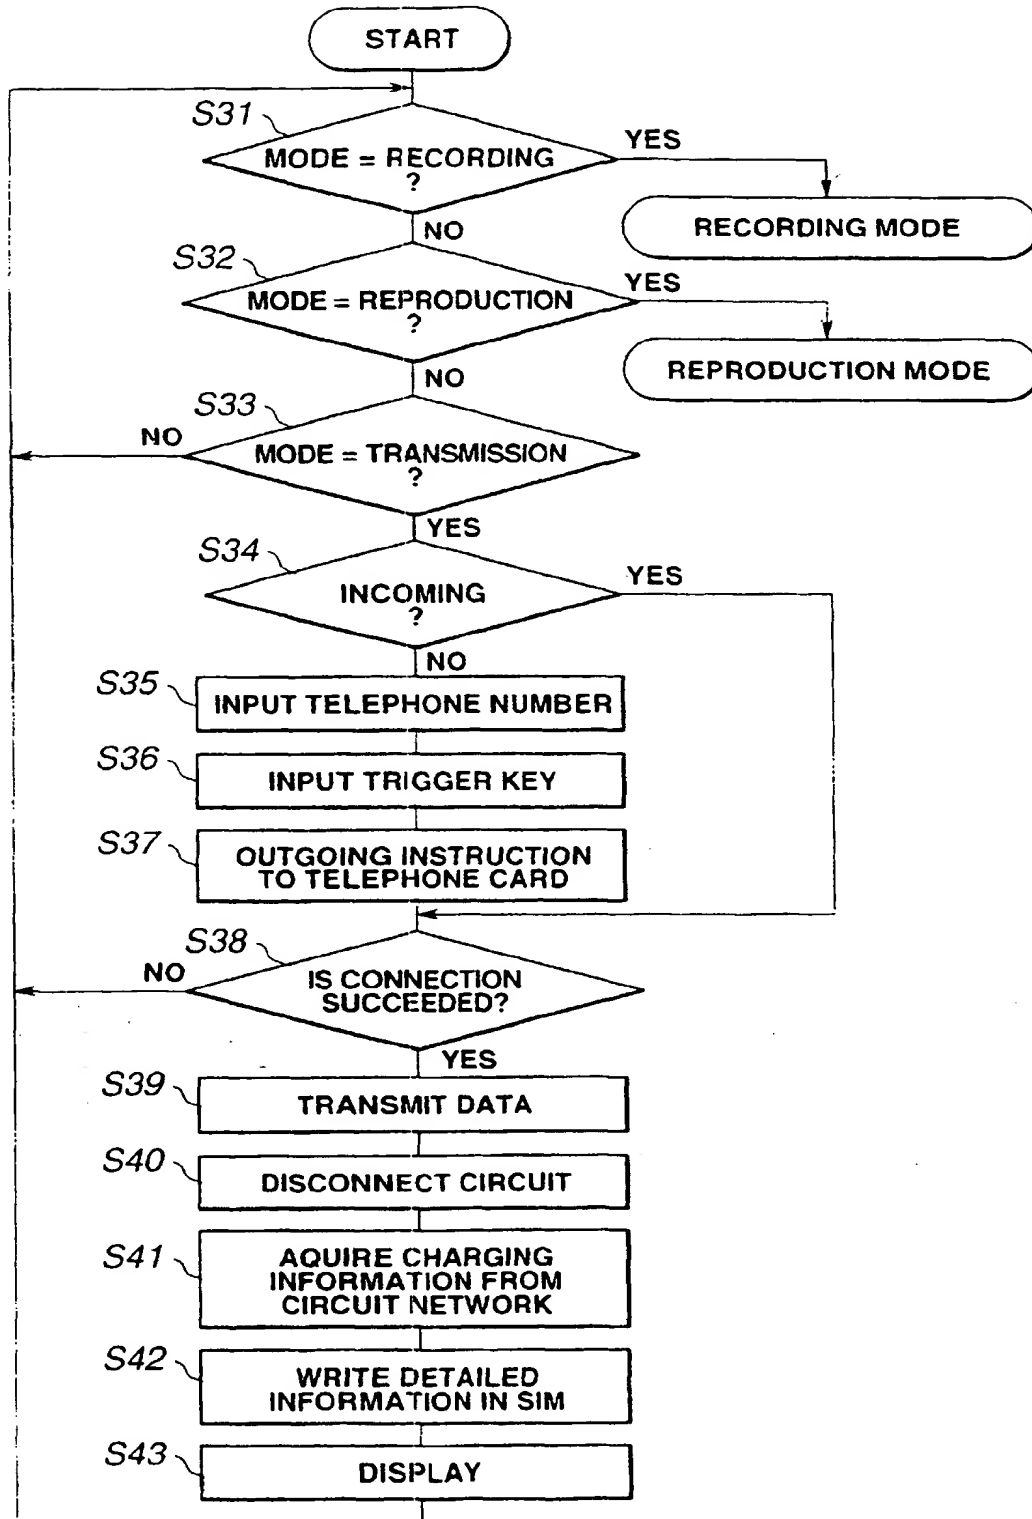 START
S31
MODE = RECORDING
?
YES
RECORDING MODE
NO
S32
MODE = REPRODUCTION
?
YES
REPRODUCTION MODE
NO
S33
MODE = TRANSMISSION
?
NO
YES
S34
INCOMING
?
YES
NO
S35
INPUT TELEPHONE NUMBER
S36
INPUT TRIGGER KEY
S37
OUTGOING INSTRUCTION
TO TELEPHONE CARD
S38
IS CONNECTION
SUCCEEDED?
NO
YES
S39
TRANSMIT DATA
S40
DISCONNECT CIRCUIT
S41
AQUIRE CHARGING
INFORMATION FROM
CIRCUIT NETWORK
S42
WRITE DETAILED
INFORMATION IN SIM
S43
DISPLAY